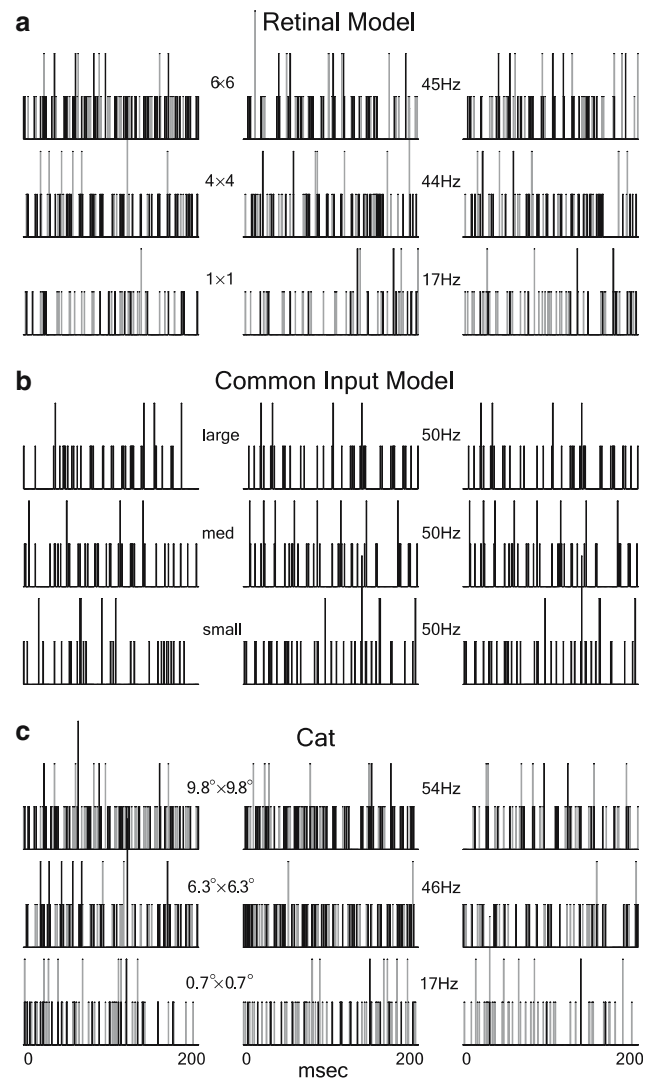 a Retinal Model
6×6 45Hz
4×4 44Hz
1×1 17Hz
b Common Input Model
large 50Hz
med 50Hz
small 50Hz
c Cat
9.8°×9.8° 54Hz
6.3°×6.3° 46Hz
0.7°×0.7° 17Hz
0 200 0 200 0 200
msec